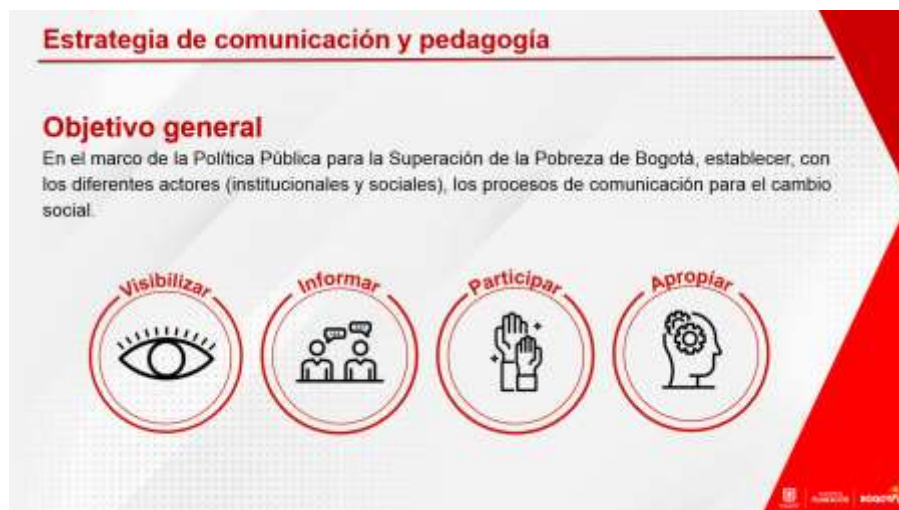 Estrategia de comunicación y pedagogía
Objetivo general
En el marco de la Política Pública para la Superación de la Pobreza de Bogotá, establecer, con
los diferentes actores (institucionales y sociales), los procesos de comunicación para el cambio
social.
Visibilizar
Informar
Participar
Apropiar
BOGOTÁ